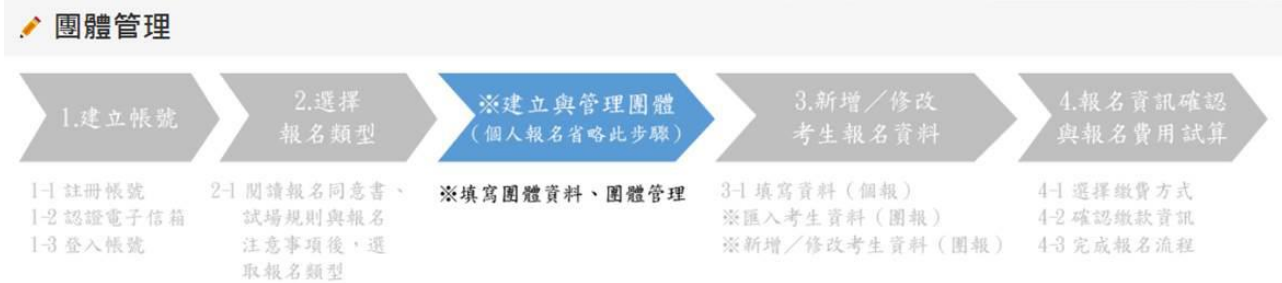 團體管理
1.建立帳號
2.選擇
報名類型
※建立與管理團體
(個人報名省略此步驟)
3.新增／修改
考生報名資料
4.報名資訊確認
與報名費用試算
1-1 註冊帳號
1-2 認證電子信箱
1-3 登入帳號
2-1 閱讀報名同意書、
試場規則與報名
注意事項後，選
取報名類型
※填寫團體資料、團體管理
3-1 填寫資料（個報）
※匯入考生資料（團報）
※新增／修改考生資料（團報）
4-1 選擇繳費方式
4-2 確認繳款資訊
4-3 完成報名流程